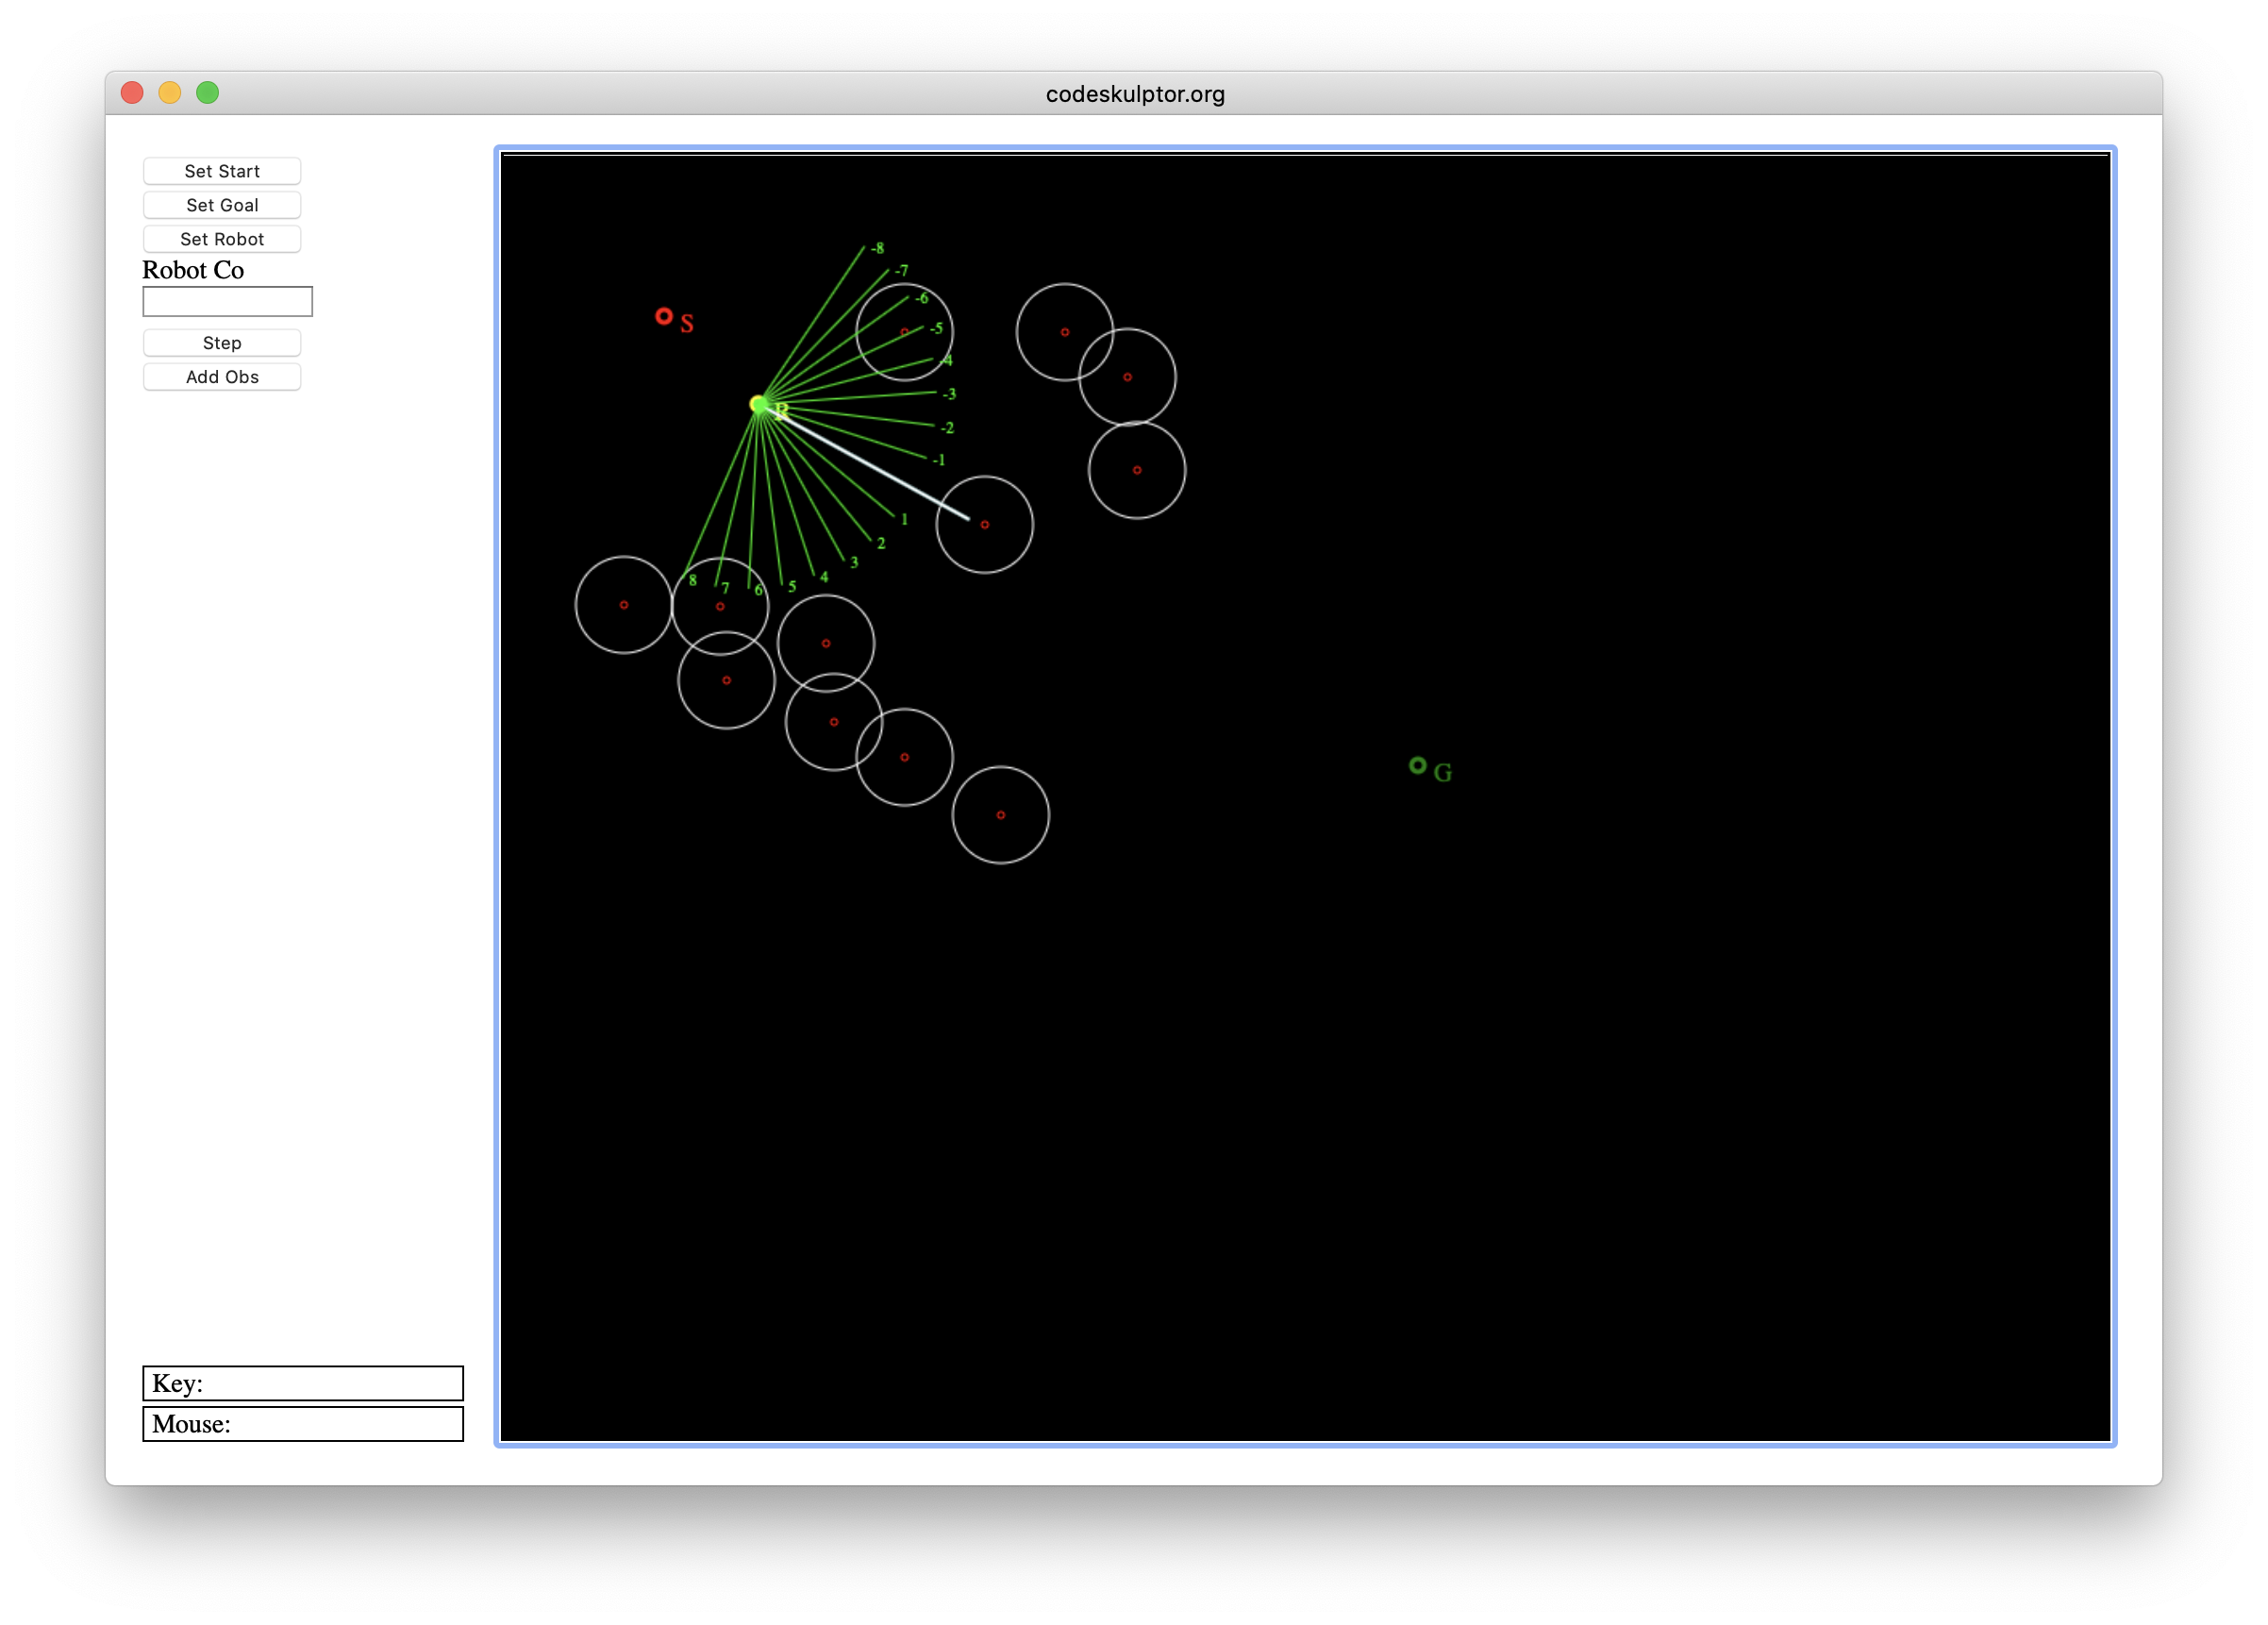 codeskulptor.org
Set Start
Set Goal
Set Robot
Robot Co
Step
Add Obs
-8
-7
-6
-5
-4
-3
-2
-1
S
R
1
2
3
4
5
6
7
8
G
Key:
Mouse: